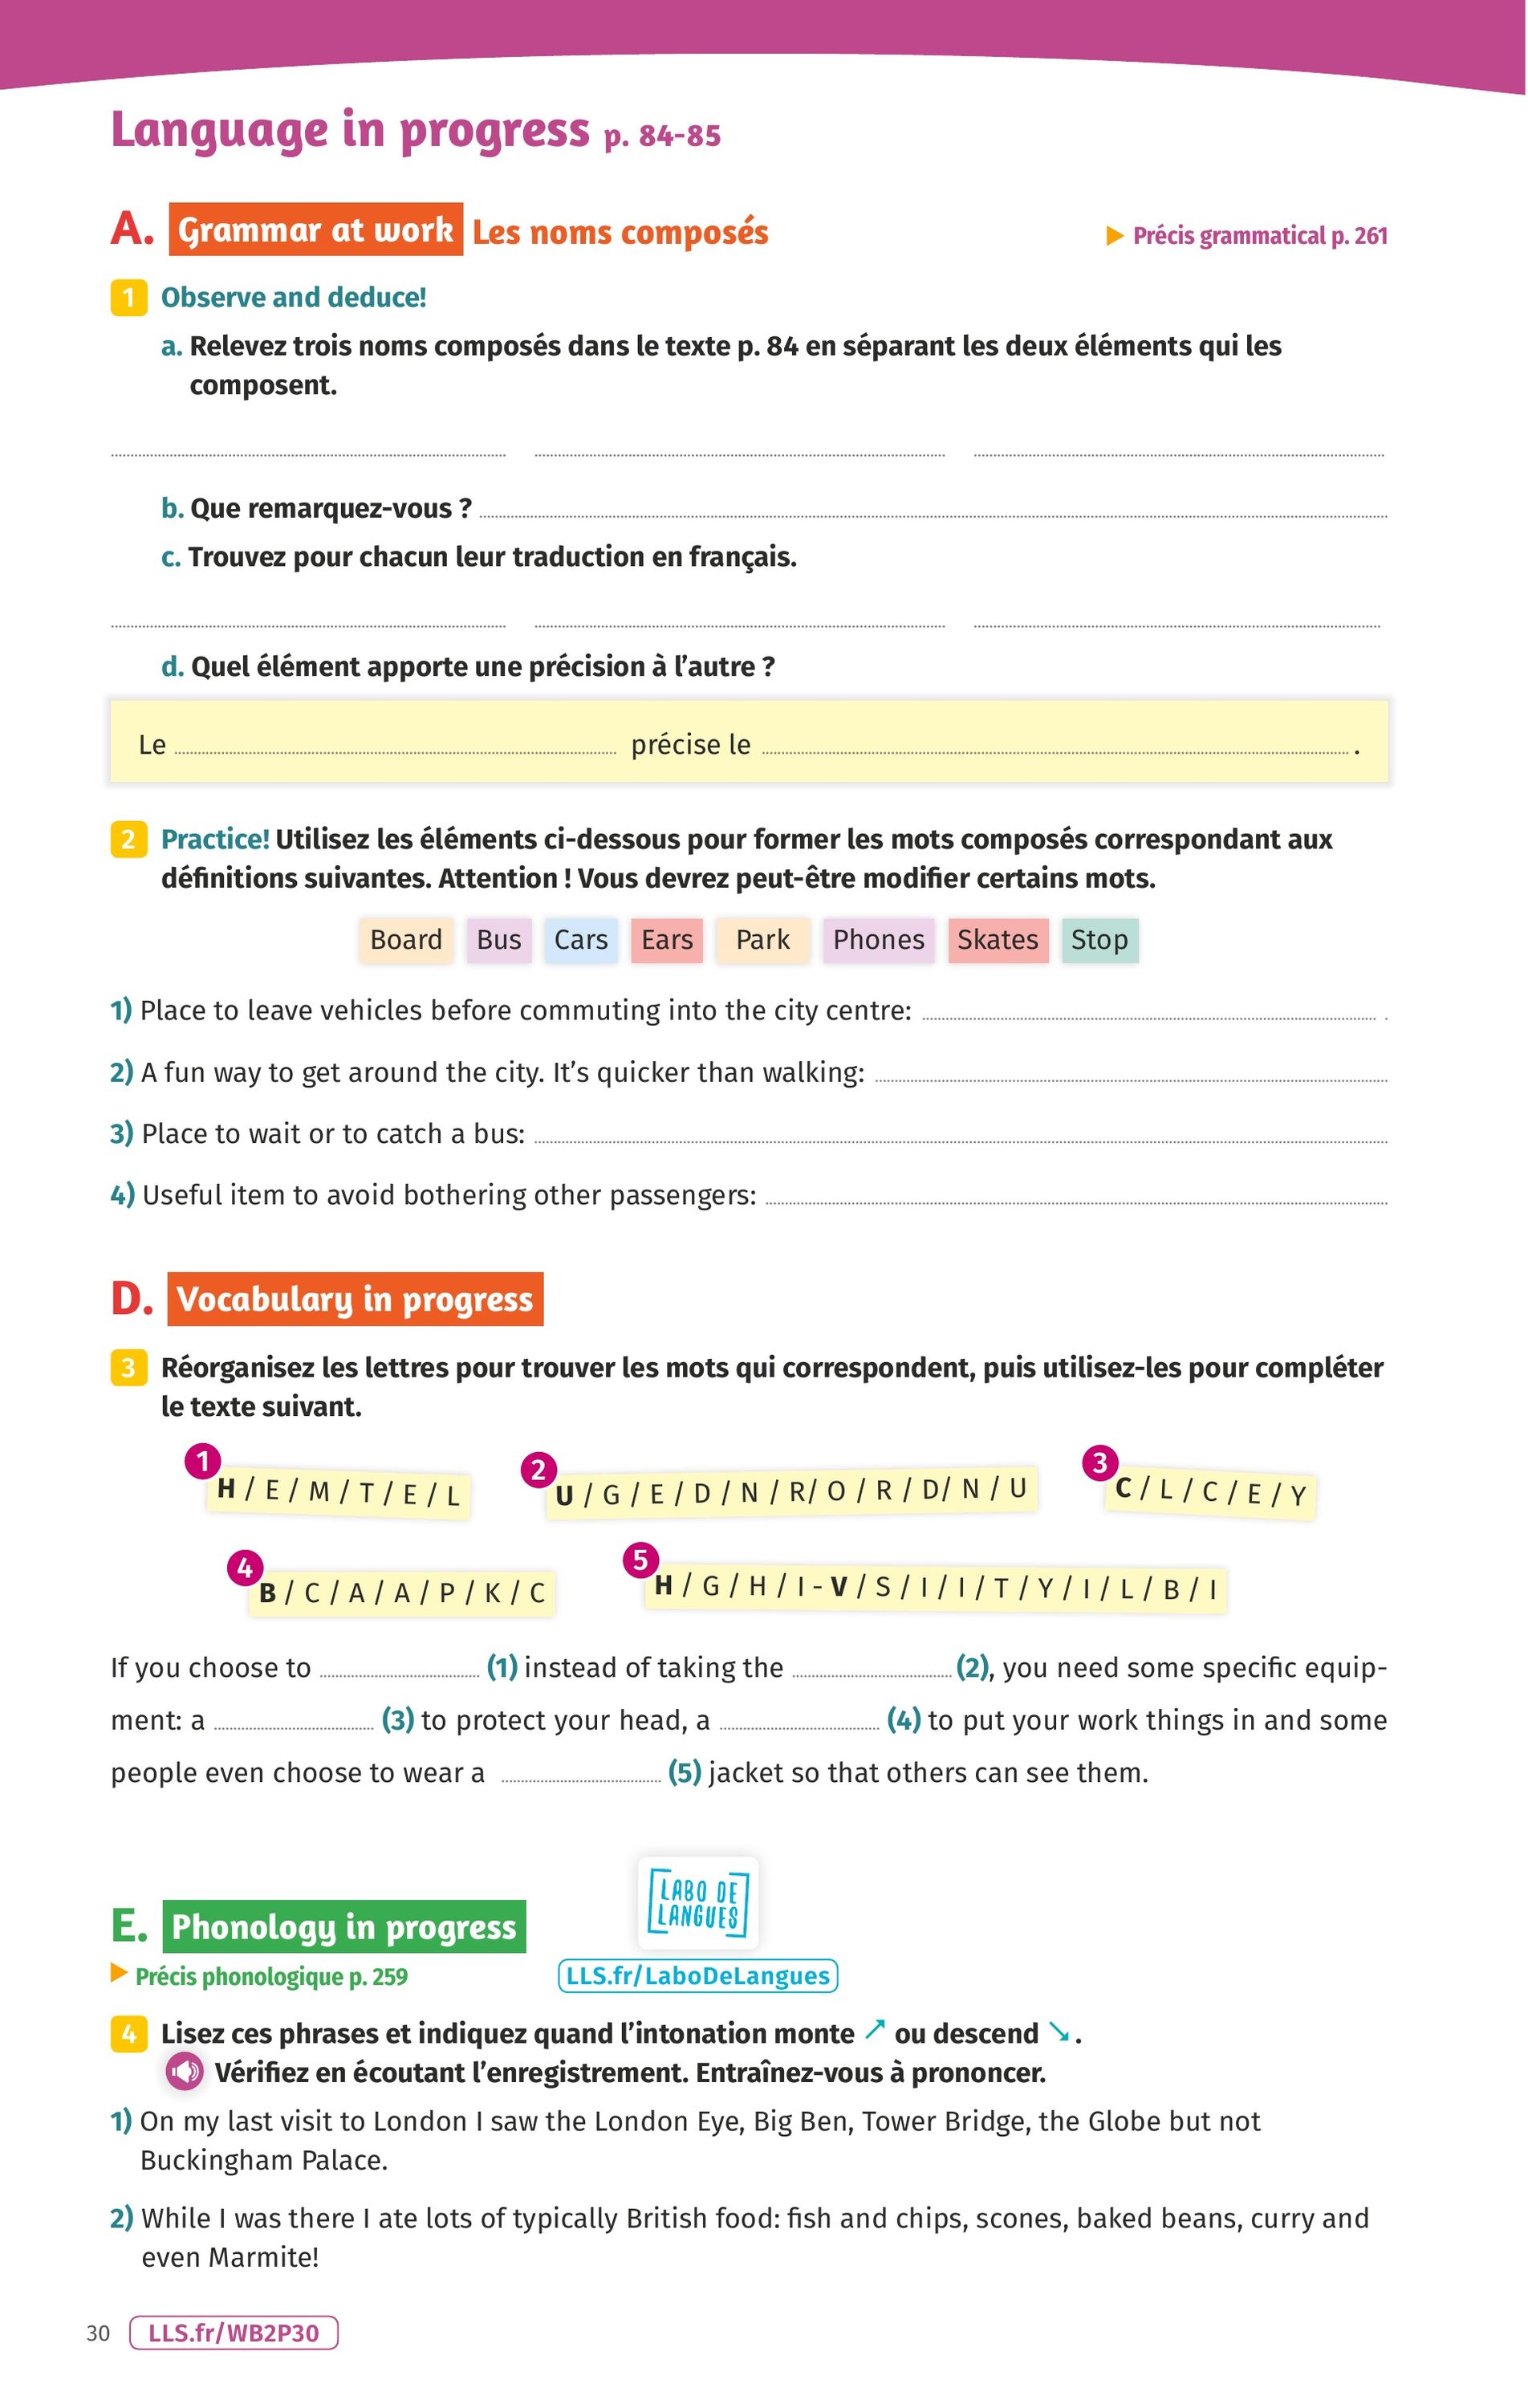 Language in progress p. 84-85
A. Grammar at work Les noms composés
Précis grammatical p. 261
1 Observe and deduce!
a. Relevez trois noms composés dans le texte p. 84 en séparant les deux éléments qui les
composent.
b. Que remarquez-vous ?
c. Trouvez pour chacun leur traduction en français.
d. Quel élément apporte une précision à l’autre ?
Le précise le .
2 Practice! Utilisez les éléments ci-dessous pour former les mots composés correspondant aux
définitions suivantes. Attention ! Vous devrez peut-être modifier certains mots.
Board Bus Cars Ears Park Phones Skates Stop
1) Place to leave vehicles before commuting into the city centre: .
2) A fun way to get around the city. It’s quicker than walking:
3) Place to wait or to catch a bus:
4) Useful item to avoid bothering other passengers:
D. Vocabulary in progress
3 Réorganisez les lettres pour trouver les mots qui correspondent, puis utilisez-les pour compléter
le texte suivant.
1 H / E / M / T / E / L
2 U / G / E / D / N / R/ O / R / D/ N / U
3 C / L / C / E / Y
4 B / C / A / A / P / K / C
5 H / G / H / I - V / S / I / I / T / Y / I / L / B / I
If you choose to (1) instead of taking the (2), you need some specific equip-
ment: a (3) to protect your head, a (4) to put your work things in and some
people even choose to wear a (5) jacket so that others can see them.
LABO DE
LANGUES
E. Phonology in progress
Précis phonologique p. 259
LLS.fr/LaboDeLangues
4 Lisez ces phrases et indiquez quand l’intonation monte ↗ ou descend ↘.
Vérifiez en écoutant l’enregistrement. Entraînez-vous à prononcer.
1) On my last visit to London I saw the London Eye, Big Ben, Tower Bridge, the Globe but not
Buckingham Palace.
2) While I was there I ate lots of typically British food: fish and chips, scones, baked beans, curry and
even Marmite!
30 LLS.fr/WB2P30